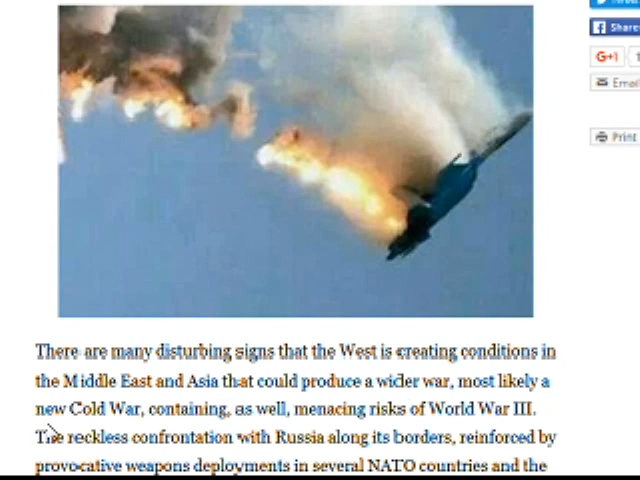 Share
G+1
Email
Print
There are many disturbing signs that the West is creating conditions in
the Middle East and Asia that could produce a wider war, most likely a
new Cold War, containing, as well, menacing risks of World War III.
The reckless confrontation with Russia along its borders, reinforced by
provocative weapons deployments in several NATO countries and the